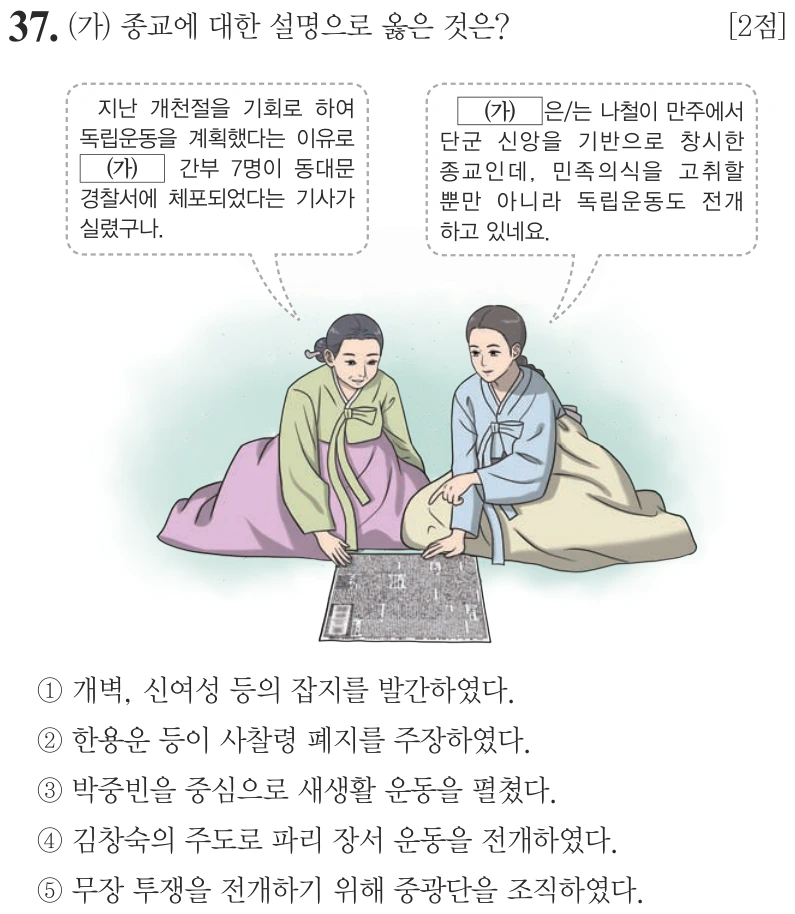 37. (가) 종교에 대한 설명으로 옳은 것은? [2점]
지난 개천절을 기회로 하여
독립운동을 계획했다는 이유로
(가) 간부 7명이 동대문
경찰서에 체포되었다는 기사가
실렸구나.
(가) 은/는 나철이 만주에서
단군 신앙을 기반으로 창시한
종교인데, 민족의식을 고취할
뿐만 아니라 독립운동도 전개
하고 있네요.
① 개벽, 신여성 등의 잡지를 발간하였다.
② 한용운 등이 사찰령 폐지를 주장하였다.
③ 박중빈을 중심으로 새생활 운동을 펼쳤다.
④ 김창숙의 주도로 파리 장서 운동을 전개하였다.
⑤ 무장 투쟁을 전개하기 위해 중광단을 조직하였다.